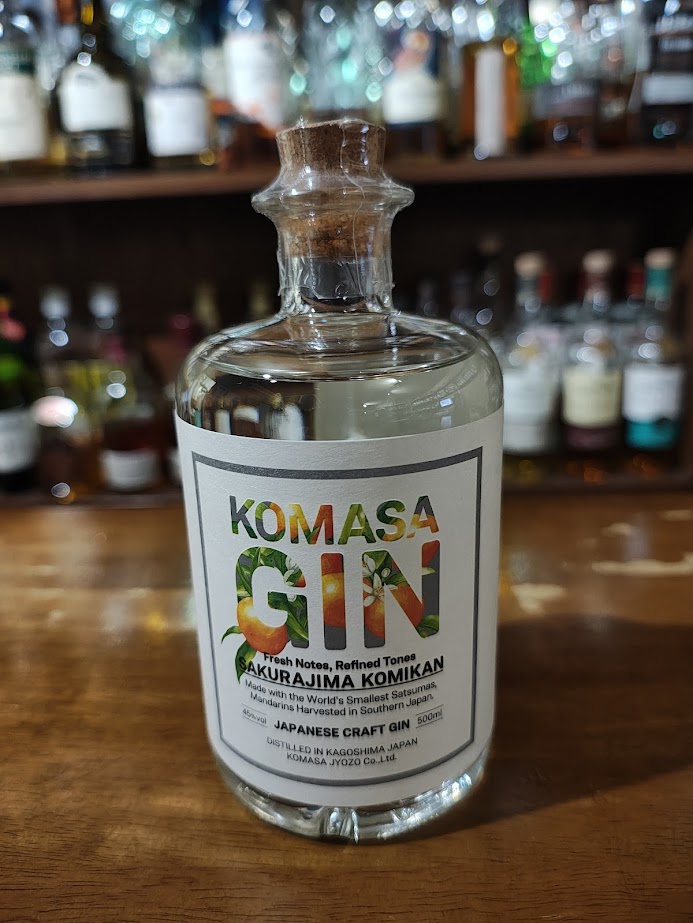 KOMASA
GIN
Fresh Notes, Refined Tones
SAKURAJIMA KOMIKAN
Made with the World's Smallest Satsumas,
Mandarins Harvested in Southern Japan.
45%vol JAPANESE CRAFT GIN 500ml
DISTILLED IN KAGOSHIMA JAPAN
KOMASA JYOZO Co.,Ltd.